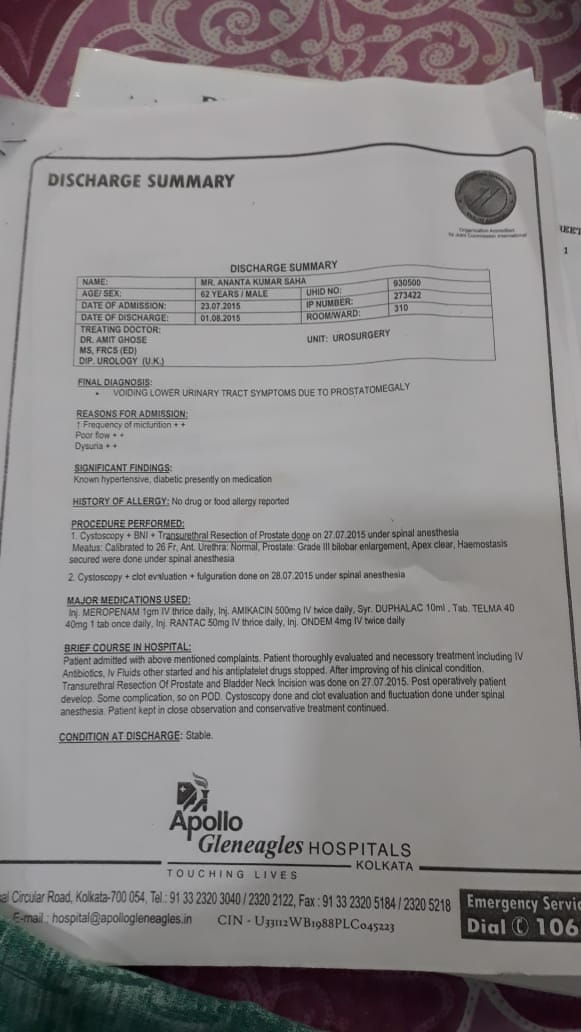 DISCHARGE SUMMARY
Organization Accredited
by Joint Commission International
DISCHARGE SUMMARY
NAME: MR. ANANTA KUMAR SAHA
AGE/ SEX: 62 YEARS / MALE UHID NO: 930500
DATE OF ADMISSION: 23.07.2015 IP NUMBER: 273422
DATE OF DISCHARGE: 01.08.2015 ROOM/WARD: 310
TREATING DOCTOR:
DR. AMIT GHOSE UNIT: UROSURGERY
MS, FRCS (ED)
DIP. UROLOGY (U.K.)
FINAL DIAGNOSIS:
• VOIDING LOWER URINARY TRACT SYMPTOMS DUE TO PROSTATOMEGALY
REASONS FOR ADMISSION:
↑ Frequency of micturition + +
Poor flow + +
Dysuria + +
SIGNIFICANT FINDINGS:
Known hypertensive, diabetic presently on medication
HISTORY OF ALLERGY: No drug or food allergy reported
PROCEDURE PERFORMED:
1. Cystoscopy + BNI + Transurethral Resection of Prostate done on 27.07.2015 under spinal anesthesia
Meatus: Calibrated to 26 Fr, Ant. Urethra: Normal, Prostate: Grade III bilobar enlargement, Apex clear, Haemostasis
secured were done under spinal anesthesia
2. Cystoscopy + clot evaluation + fulguration done on 28.07.2015 under spinal anesthesia
MAJOR MEDICATIONS USED:
Inj. MEROPENAM 1gm IV thrice daily, Inj. AMIKACIN 500mg IV twice daily, Syr. DUPHALAC 10ml , Tab. TELMA 40
40mg 1 tab once daily, Inj. RANTAC 50mg IV thrice daily, Inj. ONDEM 4mg IV twice daily
BRIEF COURSE IN HOSPITAL:
Patient admitted with above mentioned complaints. Patient thoroughly evaluated and necessary treatment including IV
Antibiotics, Iv Fluids other started and his antiplatelet drugs stopped. After improving of his clinical condition.
Transurethral Resection Of Prostate and Bladder Neck Incision was done on 27.07.2015. Post operatively patient
develop. Some complication, so on POD. Cystoscopy done and clot evaluation and fluctuation done under spinal
anesthesia. Patient kept in close observation and conservative treatment continued.
CONDITION AT DISCHARGE: Stable.
Apollo
Gleneagles HOSPITALS
KOLKATA
TOUCHING LIVES
al Circular Road, Kolkata-700 054, Tel.: 91 33 2320 3040 / 2320 2122, Fax : 91 33 2320 5184 / 2320 5218
E-mail.: hospital@apollogleneagles.in CIN - U33112WB1988PLC045223
Emergency Servic
Dial 106